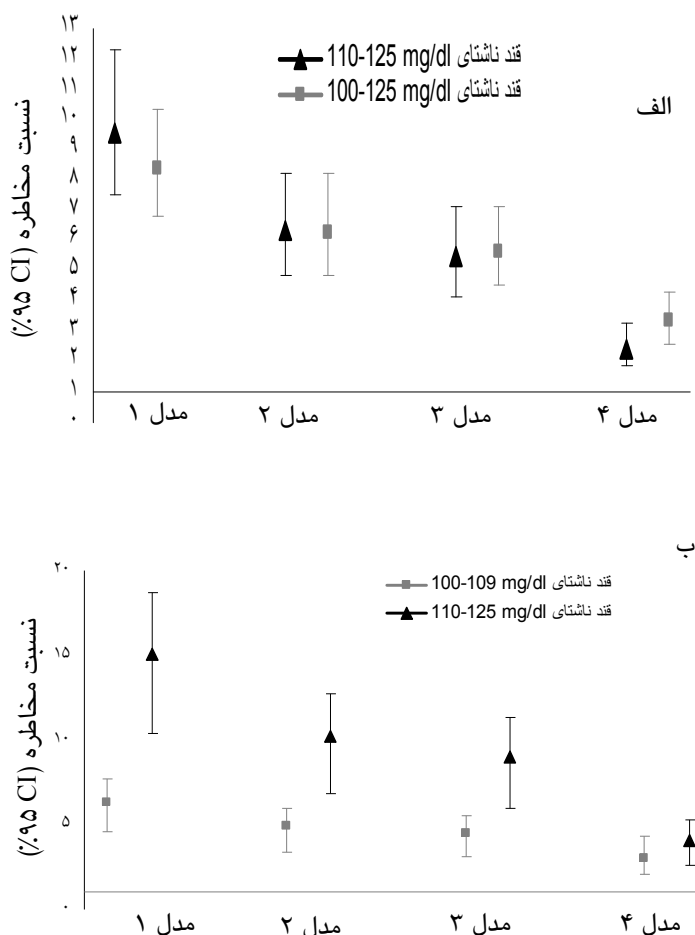 نسبت مخاطره (CI ۹۵٪)
۱۳
۱۲
۱۱
۱۰
۹
۸
۷
۶
۵
۴
۳
۲
۱
۰
قند ناشتای 110-125 mg/dl
قند ناشتای 100-125 mg/dl
الف
مدل ۱
مدل ۲
مدل ۳
مدل ۴
ب
نسبت مخاطره (CI ۹۵٪)
۲۰
۱۵
۱۰
۵
۰
قند ناشتای 100-109 mg/dl
قند ناشتای 110-125 mg/dl
مدل ۱
مدل ۲
مدل ۳
مدل ۴